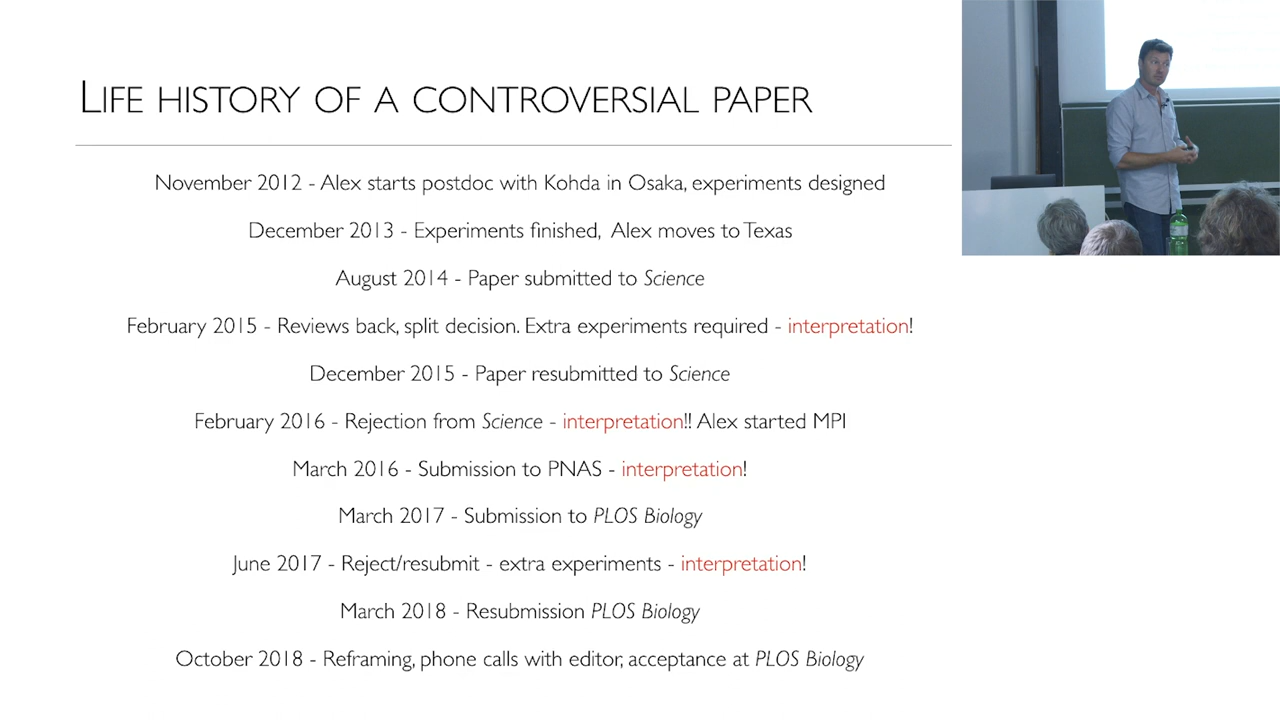 LIFE HISTORY OF A CONTROVERSIAL PAPER
November 2012 - Alex starts postdoc with Kohda in Osaka, experiments designed
December 2013 - Experiments finished, Alex moves to Texas
August 2014 - Paper submitted to Science
February 2015 - Reviews back, split decision. Extra experiments required - interpretation!
December 2015 - Paper resubmitted to Science
February 2016 - Rejection from Science - interpretation!! Alex started MPI
March 2016 - Submission to PNAS - interpretation!
March 2017 - Submission to PLOS Biology
June 2017 - Reject/resubmit - extra experiments - interpretation!
March 2018 - Resubmission PLOS Biology
October 2018 - Reframing, phone calls with editor, acceptance at PLOS Biology